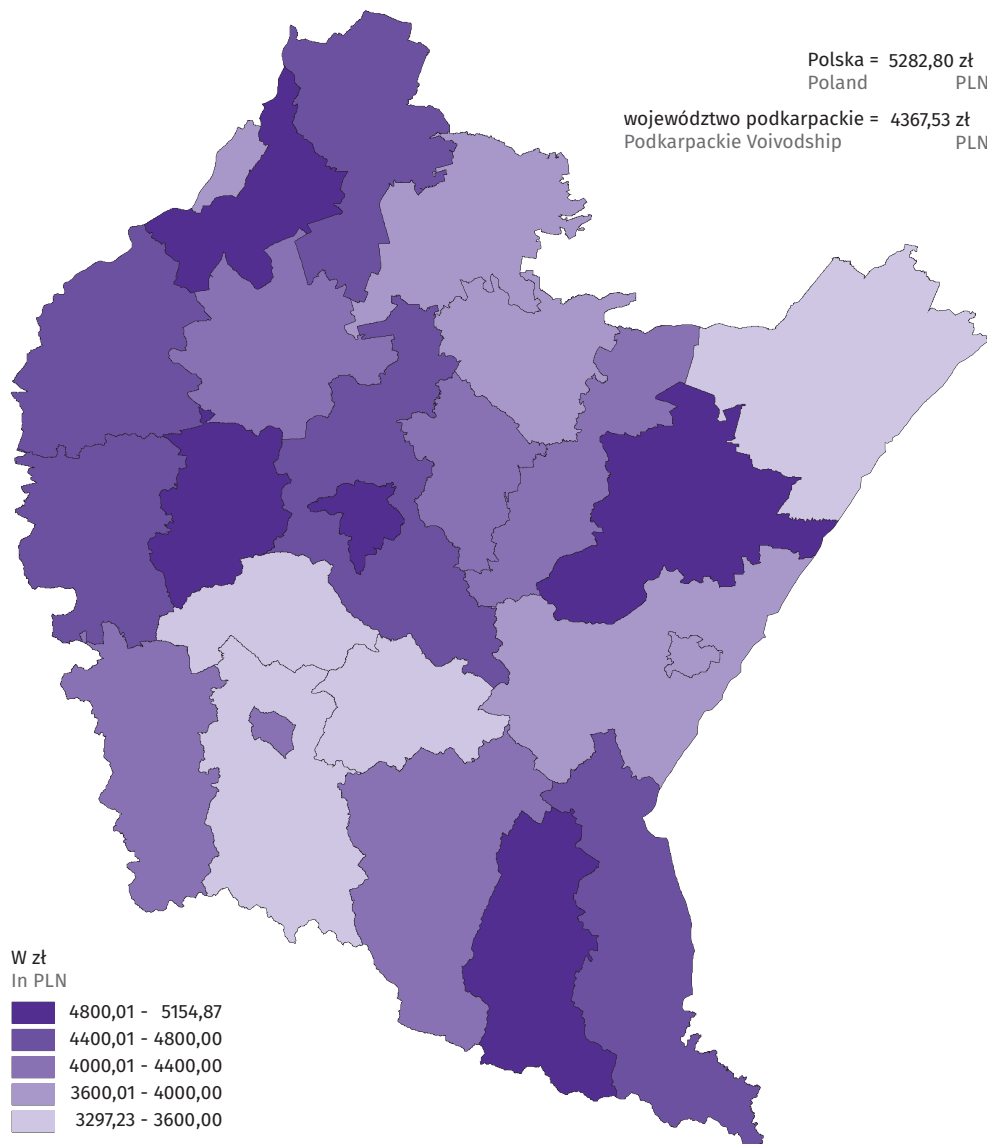 Polska = 5282,80 zł
Poland PLN
województwo podkarpackie = 4367,53 zł
Podkarpackie Voivodship PLN
W zł
In PLN
4800,01 - 5154,87
4400,01 - 4800,00
4000,01 - 4400,00
3600,01 - 4000,00
3297,23 - 3600,00